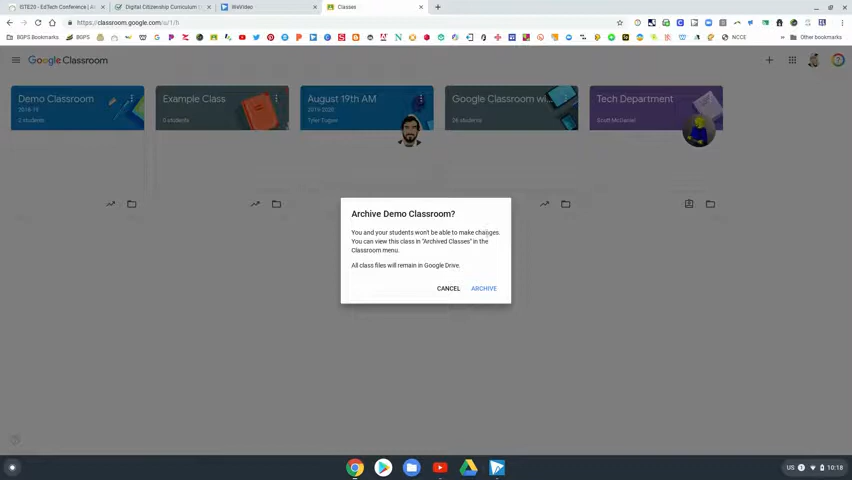 ISTE20 - EdTech Conference | A
Digital Citizenship Curriculum
WeVideo
Classes
https://classroom.google.com/u/1/h
BGPS Bookmarks
BGPS
NCCE
Other bookmarks
Google Classroom
Demo Classroom
2018-19
2 students
Example Class
0 students
August 19th AM
2019-2020
Tyler
Google Classroom wi...
26 students
Tech Department
Scott McDaniel
Archive Demo Classroom?
You and your students won't be able to make changes.
You can view this class in "Archived Classes" in the
Classroom menu.
All class files will remain in Google Drive.
CANCEL ARCHIVE
US
10:18